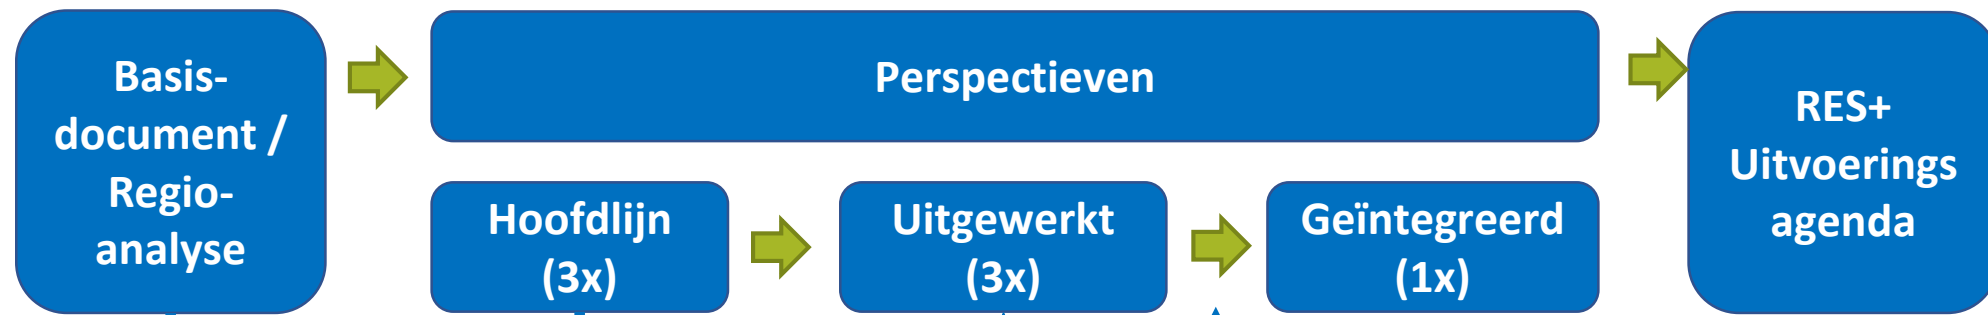 Basis-
document /
Regio-
analyse
Perspectieven
Hoofdlijn
(3x)
Uitgewerkt
(3x)
Geïntegreerd
(1x)
RES+
Uitvoerings
agenda